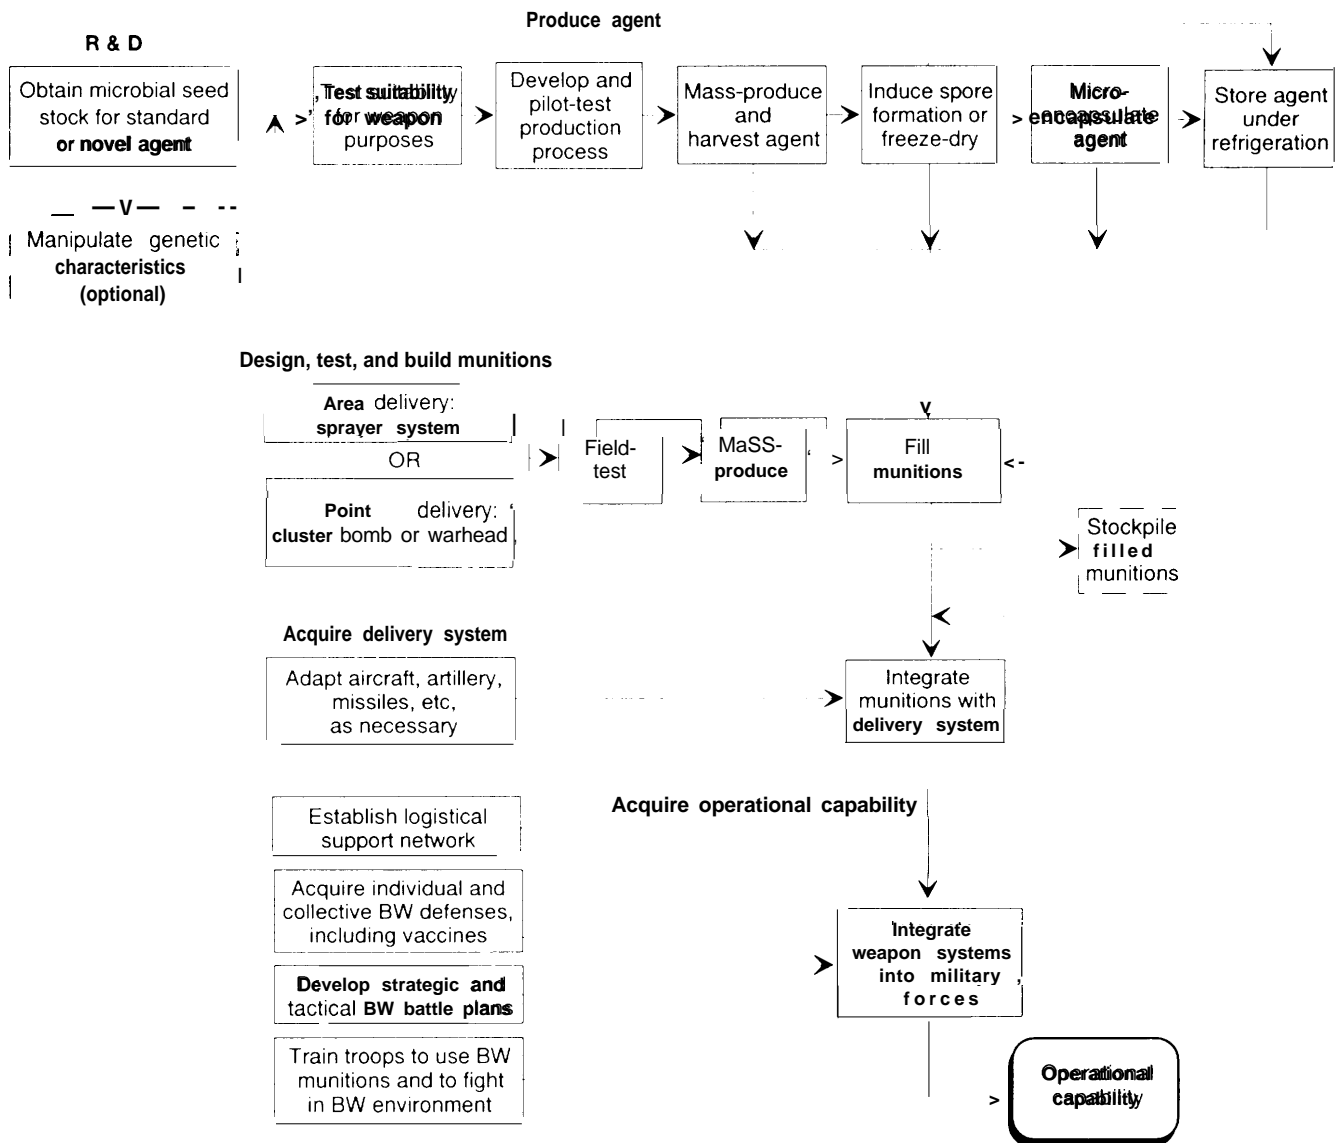 Produce agent
R & D
Obtain microbial seed
stock for standard
or novel agent
Test suitability
for weapon
purposes
Develop and
pilot-test
production
process
Mass-produce
and
harvest agent
Induce spore
formation or
freeze-dry
Micro-
encapsulate
agent
Store agent
under
refrigeration
Manipulate genetic
characteristics
(optional)
Design, test, and build munitions
Area delivery:
sprayer system
OR
Point delivery:
cluster bomb or warhead
Field-
test
MaSS-
produce
Fill
munitions
Stockpile
filled
munitions
Acquire delivery system
Adapt aircraft, artillery,
missiles, etc,
as necessary
Integrate
munitions with
delivery system
Acquire operational capability
Establish logistical
support network
Acquire individual and
collective BW defenses,
including vaccines
Develop strategic and
tactical BW battle plans
Train troops to use BW
munitions and to fight
in BW environment
Integrate
weapon systems
into military
forces
Operational
capability